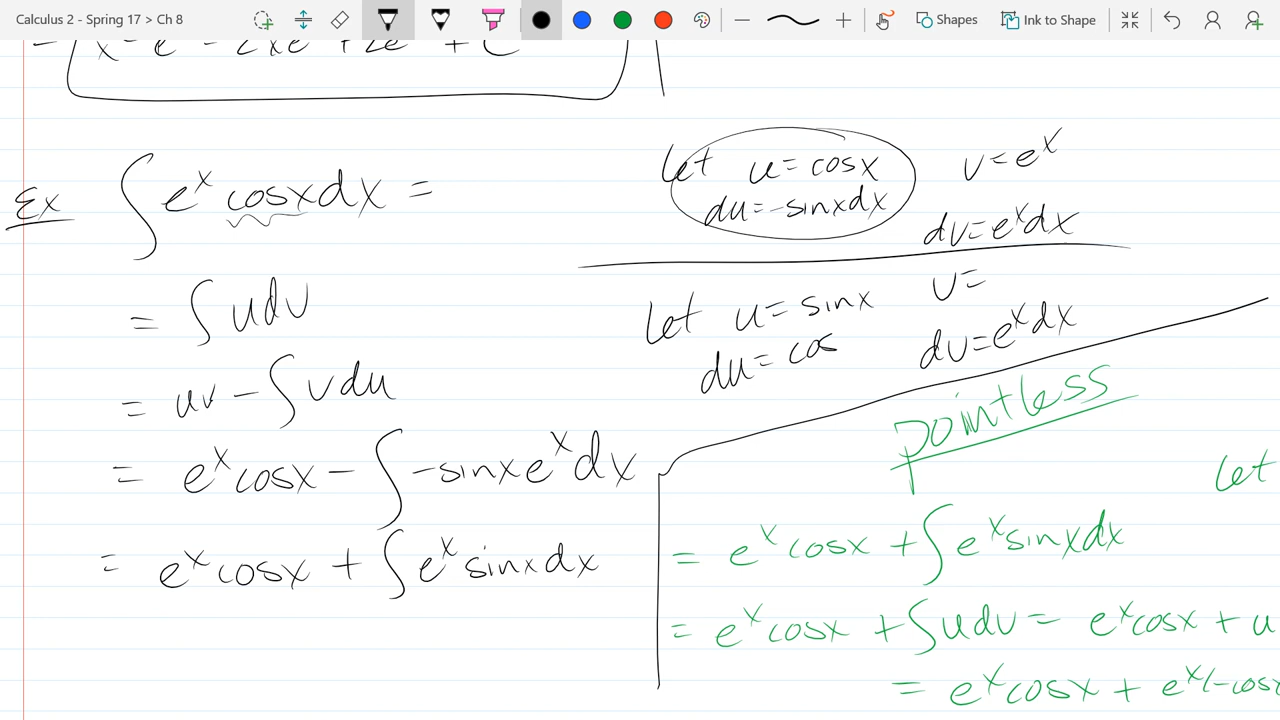 Calculus 2 - Spring 17 > Ch 8
Shapes
Ink to Shape
Ex ∫ e^x cosx dx =
= ∫ u dv
= uv - ∫ v du
= e^x cosx - ∫ -sinx e^x dx
= e^x cosx + ∫ e^x sinx dx
let u = cosx v = e^x
du = -sinx dx dv = e^x dx
let u = sinx v =
du = cos dv = e^x dx
pointless
let
= e^x cosx + ∫ e^x sinx dx
= e^x cosx + ∫ u dv = e^x cosx + u
= e^x cosx + e^x(-cosx